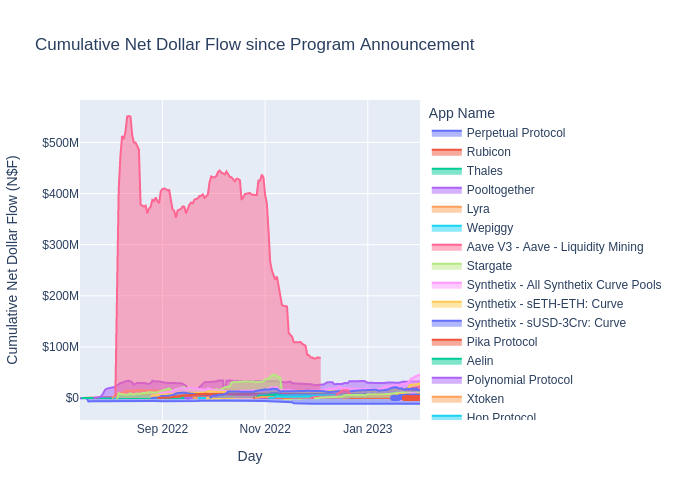 Cumulative Net Dollar Flow since Program Announcement
App Name
$500M
$400M
$300M
$200M
$100M
$0
Cumulative Net Dollar Flow (N$F)
Sep 2022
Nov 2022
Jan 2023
Day
Perpetual Protocol
Rubicon
Thales
Pooltogether
Lyra
Wepiggy
Aave V3 - Aave - Liquidity Mining
Stargate
Synthetix - All Synthetix Curve Pools
Synthetix - sETH-ETH: Curve
Synthetix - sUSD-3Crv: Curve
Pika Protocol
Aelin
Polynomial Protocol
Xtoken
Hop Protocol